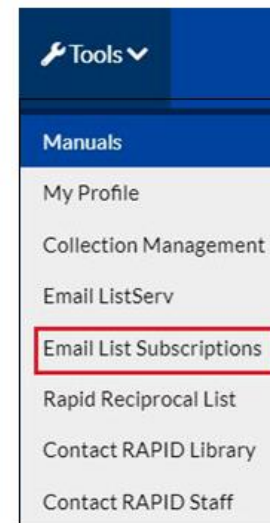 Tools
Manuals
My Profile
Collection Management
Email ListServ
Email List Subscriptions
Rapid Reciprocal List
Contact RAPID Library
Contact RAPID Staff